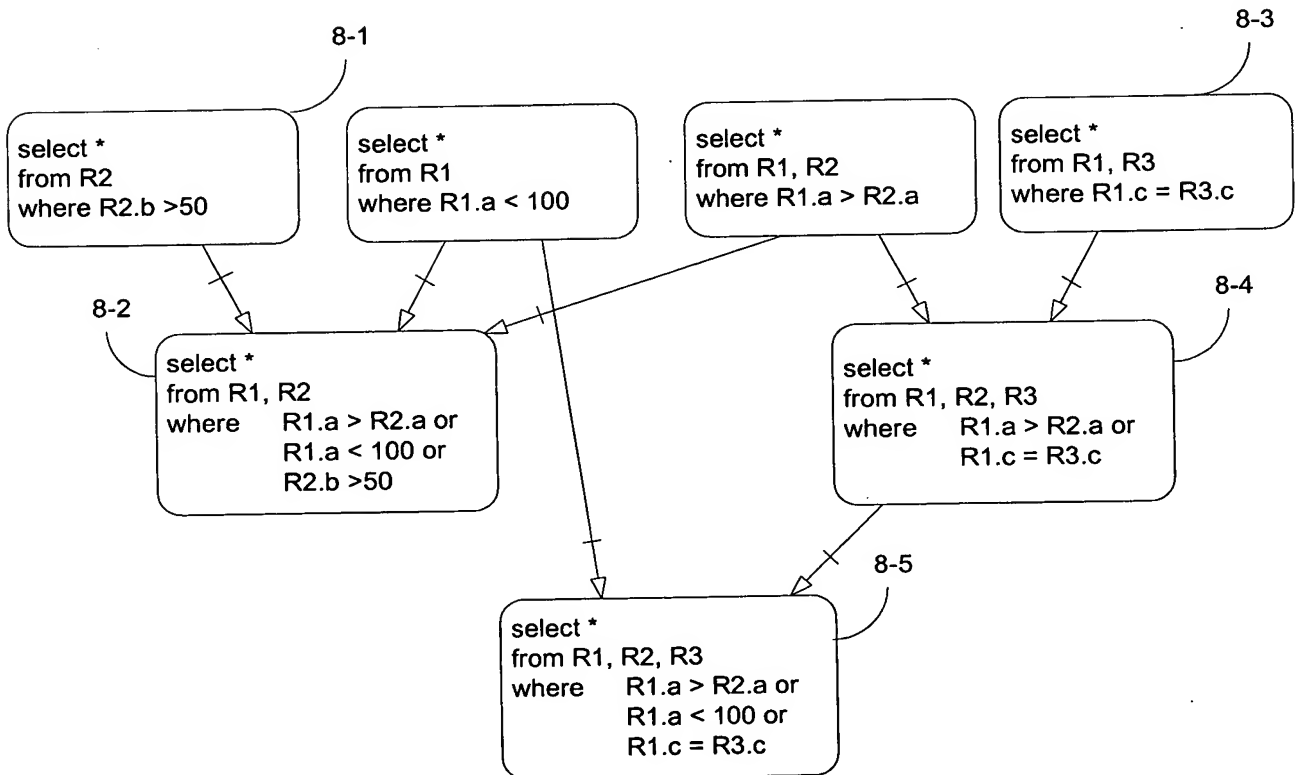 8-1
8-3
select *
from R2
where R2.b >50
select *
from R1
where R1.a < 100
select *
from R1, R2
where R1.a > R2.a
select *
from R1, R3
where R1.c = R3.c
8-2
8-4
select *
from R1, R2
where R1.a > R2.a or
R1.a < 100 or
R2.b >50
select *
from R1, R2, R3
where R1.a > R2.a or
R1.c = R3.c
8-5
select *
from R1, R2, R3
where R1.a > R2.a or
R1.a < 100 or
R1.c = R3.c